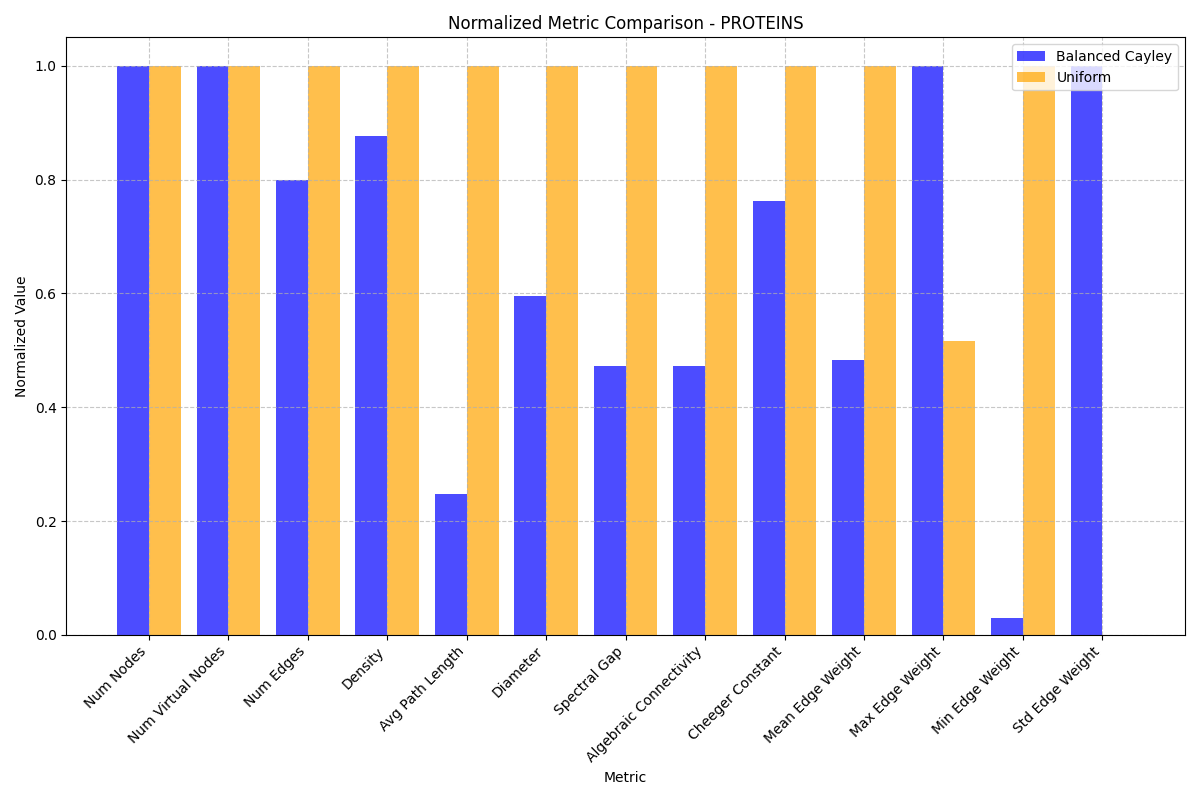 Normalized Metric Comparison - PROTEINS
Balanced Cayley
Uniform
Normalized Value
1.0
0.8
0.6
0.4
0.2
0.0
Num Nodes
Num Virtual Nodes
Num Edges
Density
Avg Path Length
Diameter
Spectral Gap
Algebraic Connectivity
Cheeger Constant
Mean Edge Weight
Max Edge Weight
Min Edge Weight
Std Edge Weight
Metric